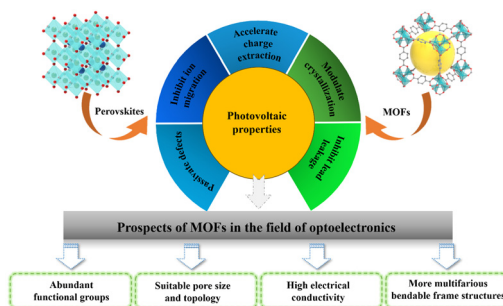 Accelerate
charge
extraction
Inhibit ion
migration
Modulate
crystallization
Perovskites
Photovoltaic
properties
MOFs
Passivate defects
Inhibit lead
leakage
Prospects of MOFs in the field of optoelectronics
Abundant
functional groups
Suitable pore size
and topology
High electrical
conductivity
More multifarious
bendable frame structures